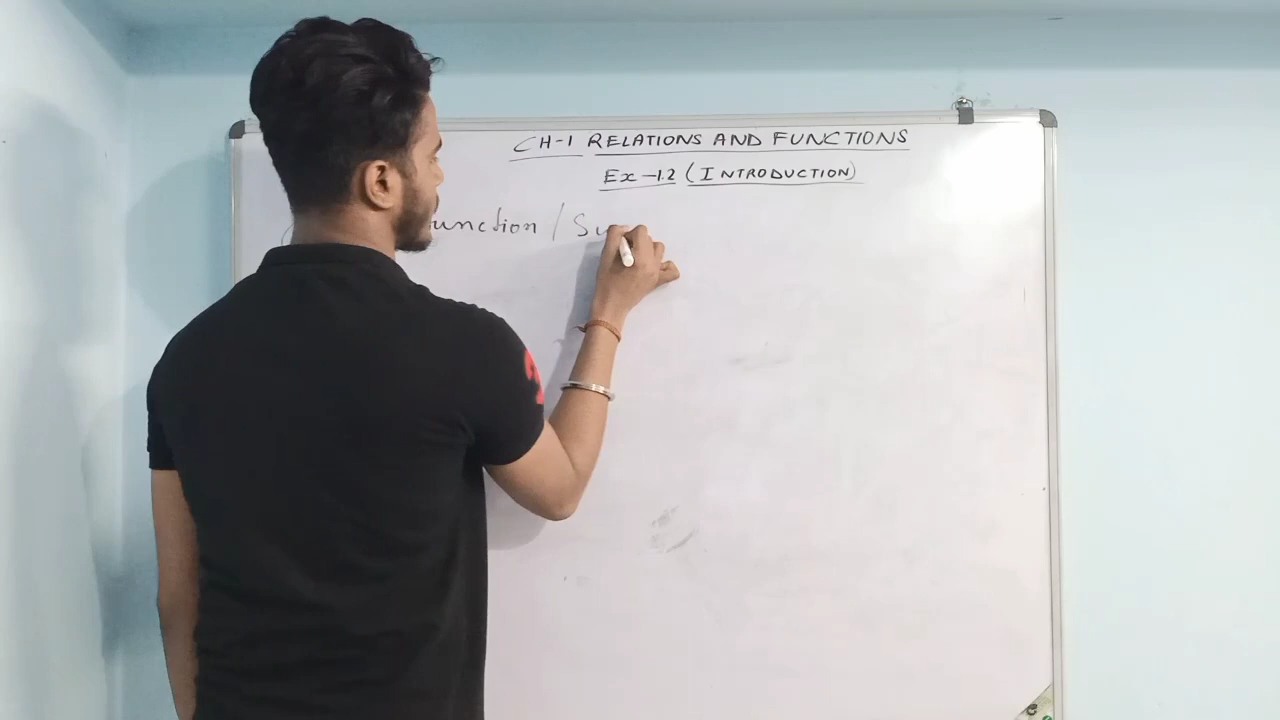 CH-1 RELATIONS AND FUNCTIONS
Ex-1.2 (INTRODUCTION)
unction / Su